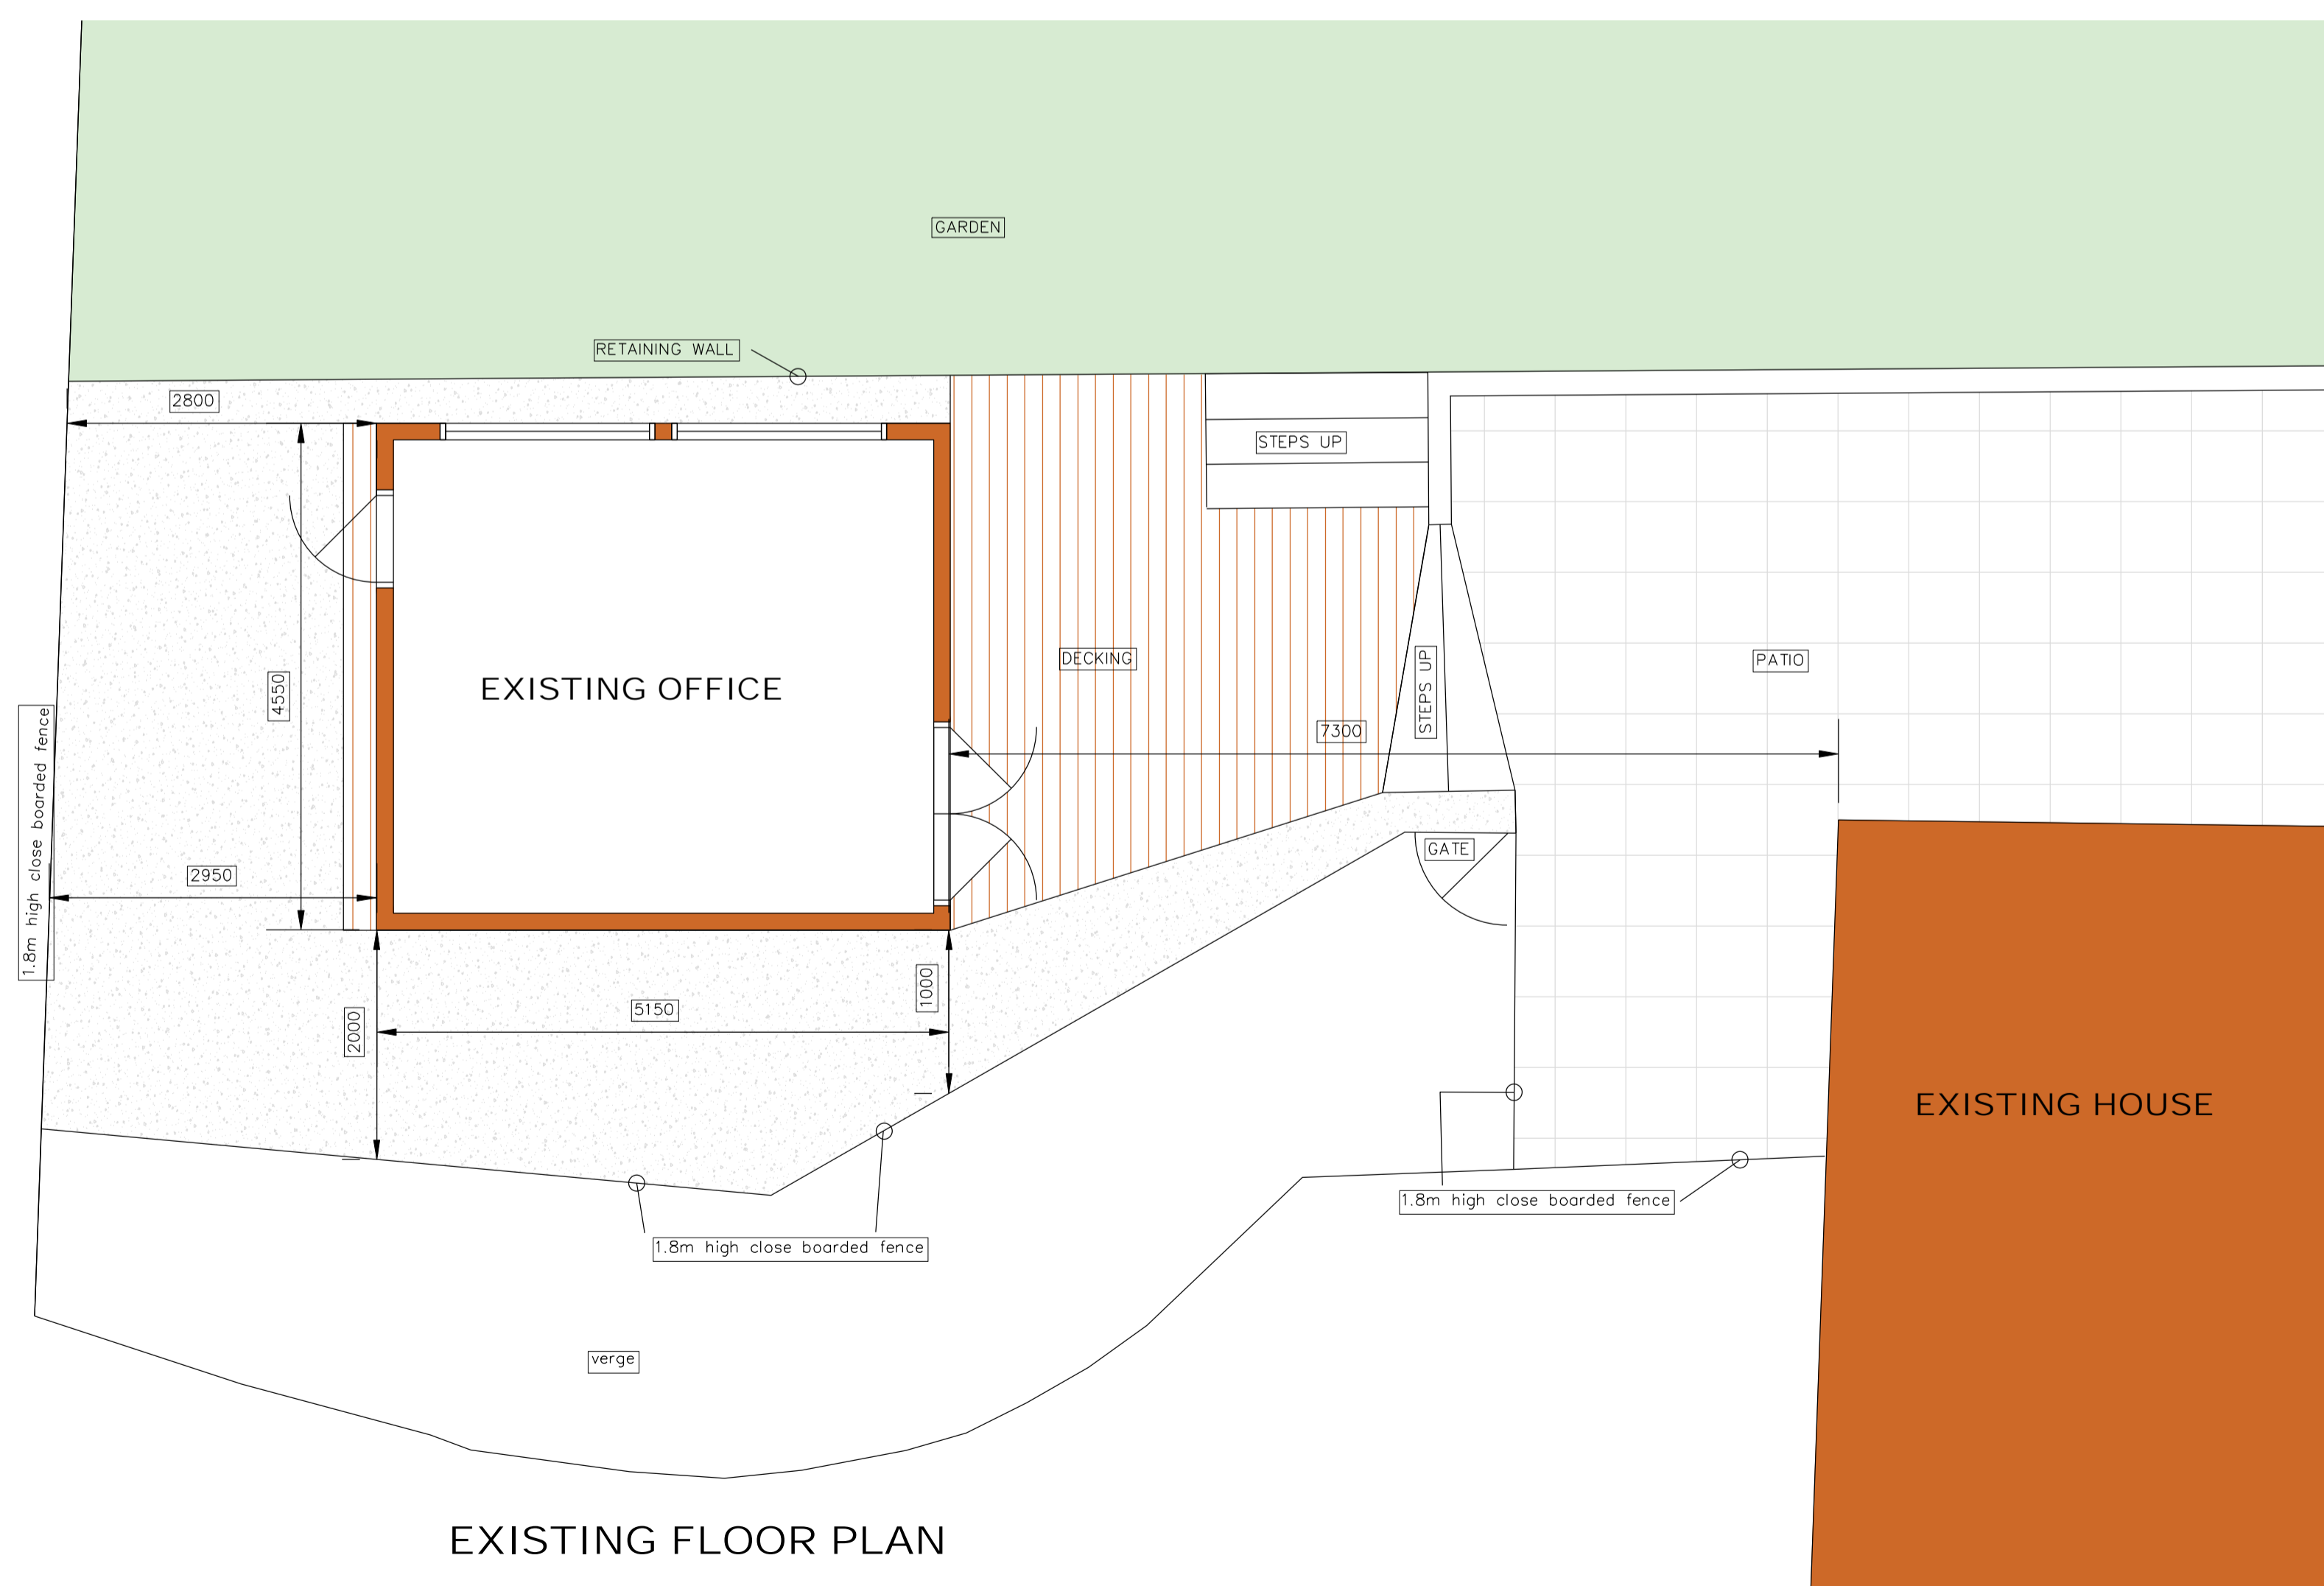 GARDEN
RETAINING WALL
2800
STEPS UP
EXISTING OFFICE
DECKING
STEPS UP
PATIO
4550
7300
1.8m high close boarded fence
2950
GATE
1000
5150
2000
EXISTING HOUSE
1.8m high close boarded fence
1.8m high close boarded fence
verge
EXISTING FLOOR PLAN